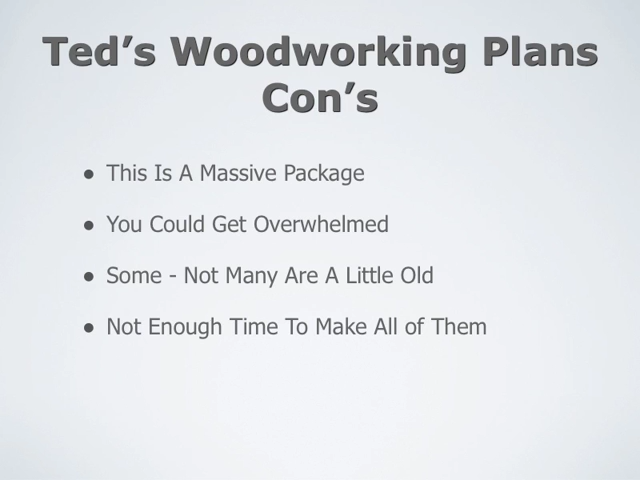 Ted’s Woodworking Plans
Con’s
• This Is A Massive Package
• You Could Get Overwhelmed
• Some - Not Many Are A Little Old
• Not Enough Time To Make All of Them